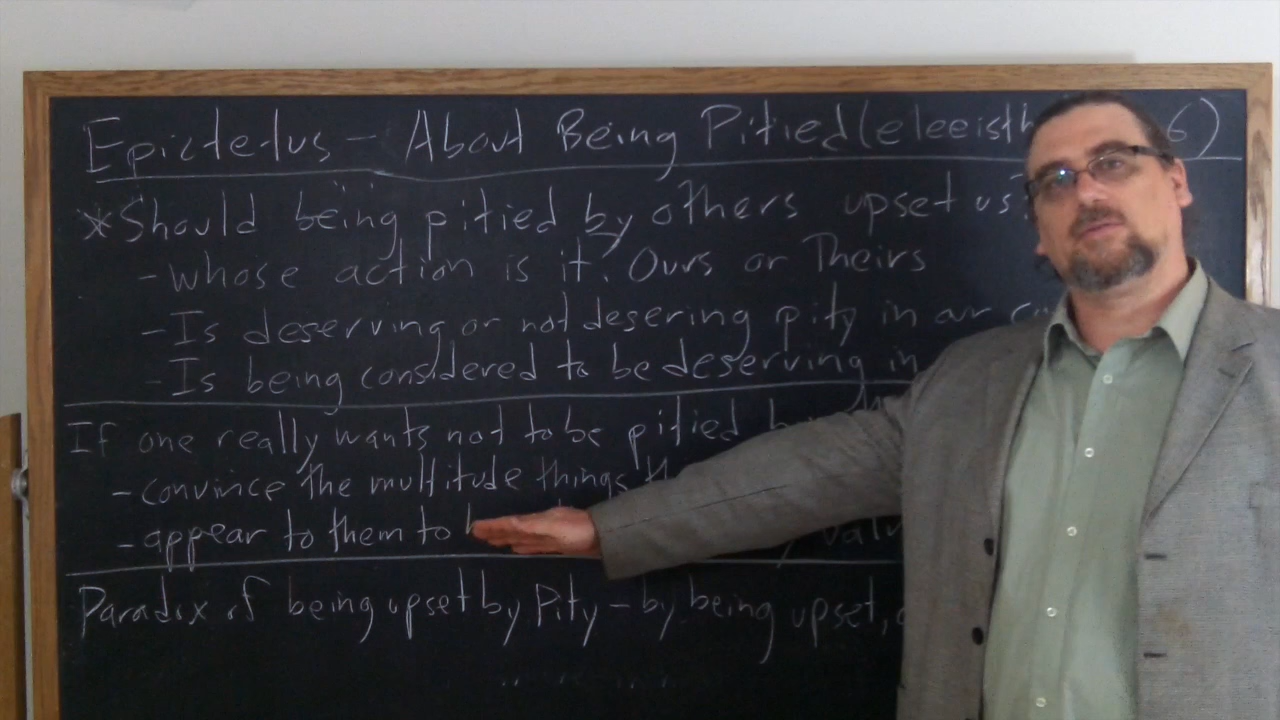 Epictetus - About Being Pitied (eleeisth 6)
*Should being pitied by others upset us?
-whose action is it? Ours or Theirs
-Is deserving or not desering pity in our
-Is being considered to be deserving in
If one really wants not to be pitied
-convince the multitude things
-appear to them to
Paradox of being upset by Pity - by being upset,